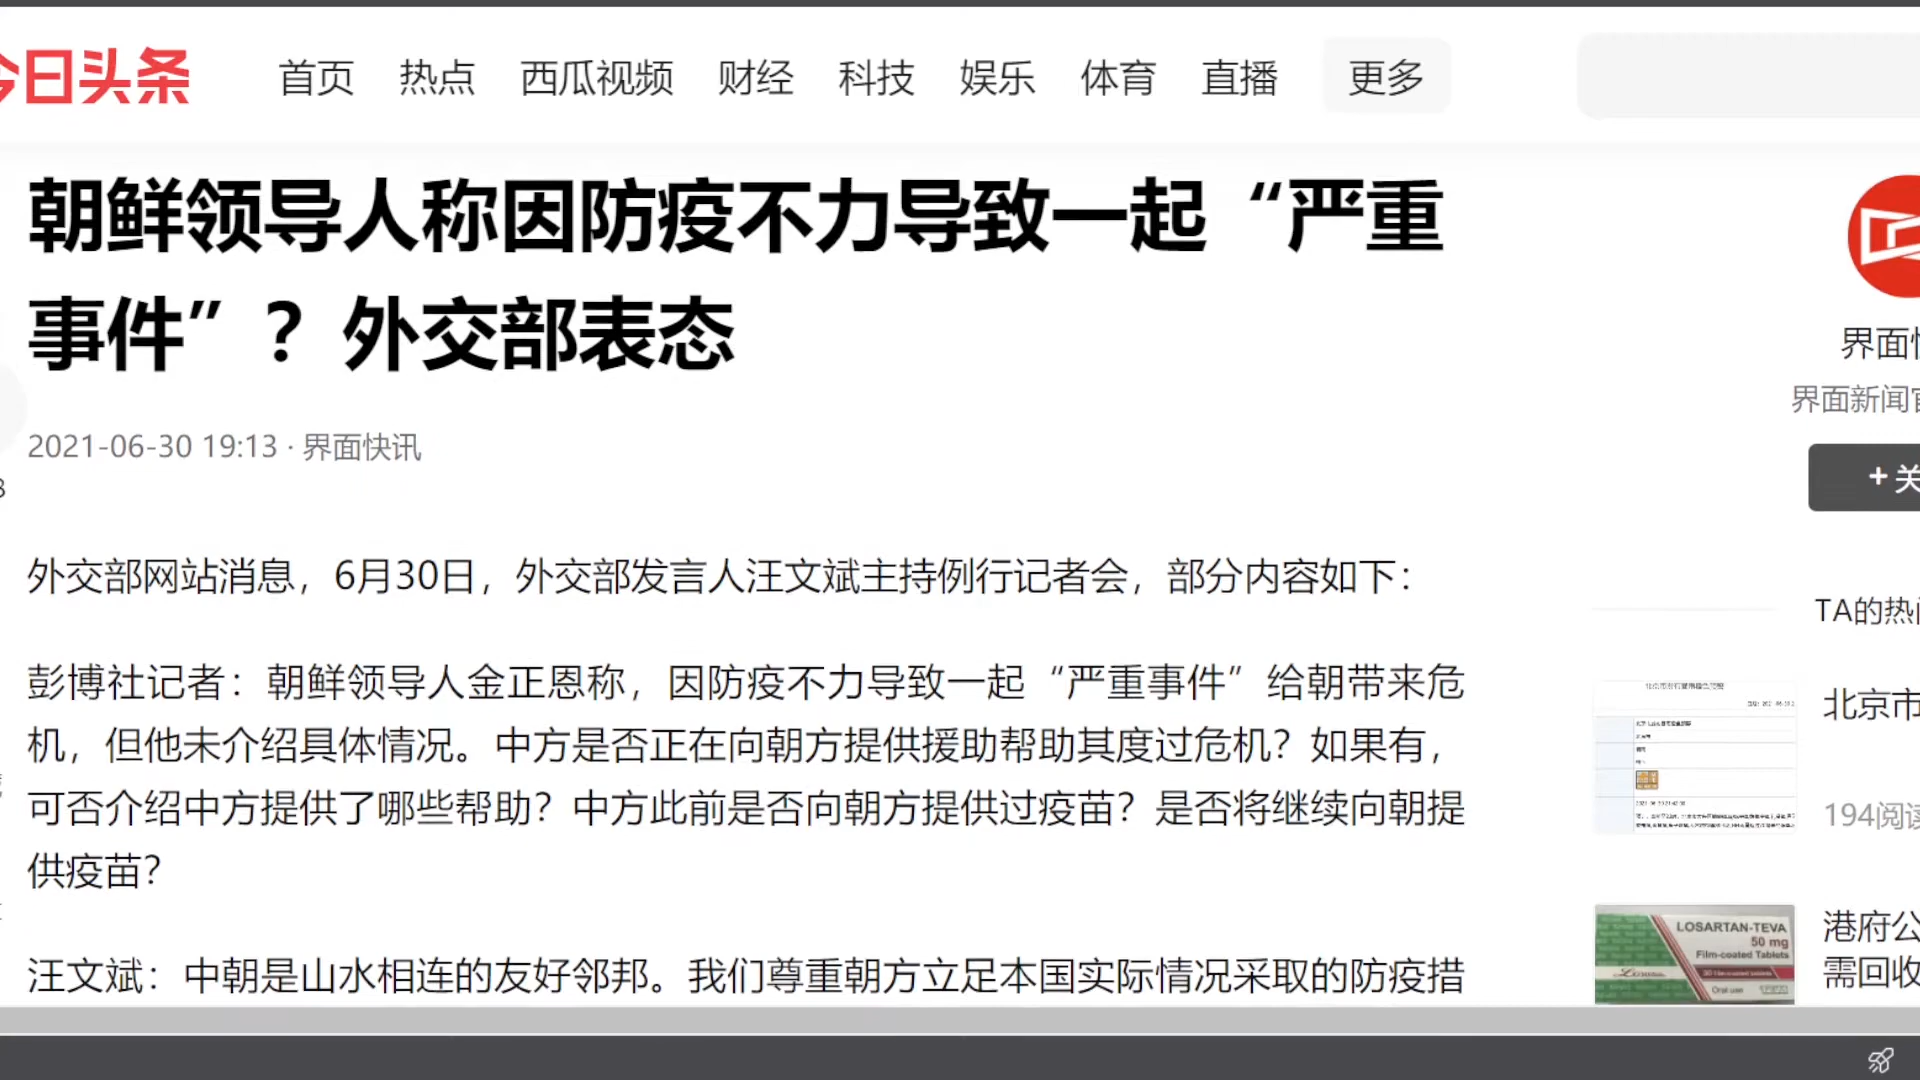 今日头条
首页 热点 西瓜视频 财经 科技 娱乐 体育 直播 更多
朝鲜领导人称因防疫不力导致一起“严重
事件”？外交部表态
2021-06-30 19:13 · 界面快讯
外交部网站消息，6月30日，外交部发言人汪文斌主持例行记者会，部分内容如下：
彭博社记者：朝鲜领导人金正恩称，因防疫不力导致一起“严重事件”给朝带来危
机，但他未介绍具体情况。中方是否正在向朝方提供援助帮助其度过危机？如果有，
可否介绍中方提供了哪些帮助？中方此前是否向朝方提供过疫苗？是否将继续向朝提
供疫苗？
汪文斌：中朝是山水相连的友好邻邦。我们尊重朝方立足本国实际情况采取的防疫措
界面
界面新闻
+ 关
TA的热
北京市
194阅
LOSARTAN-TEVA
50 mg
Film-coated Tablets
Oral use
港府公
需回收